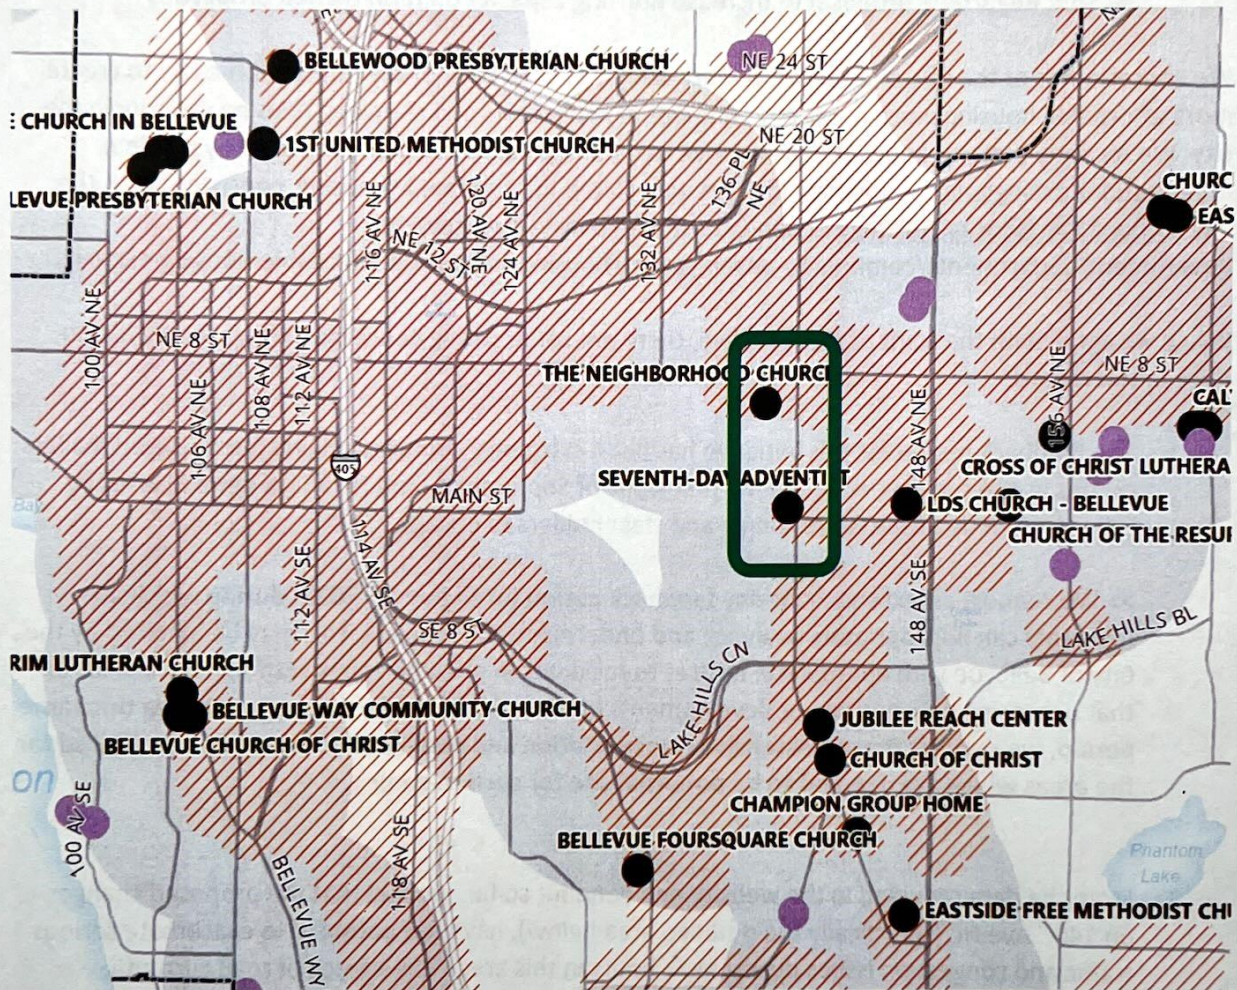 BELLEWOOD PRESBYTERIAN CHURCH
NE 24 ST
: CHURCH IN BELLEVUE
1ST UNITED METHODIST CHURCH
NE 20 ST
LEVUE PRESBYTERIAN CHURCH
116 AV NE
120 AV NE
124 AV NE
132 AV NE
136 PL
NE
CHURC
EAS
NE 12 ST
100 AV NE
NE 8 ST
108 AV NE
112 AV NE
106 AV NE
THE NEIGHBORHOOD CHURCH
NE 8 ST
148 AV NE
156 AV NE
CAL
405
SEVENTH-DAY ADVENTIST
CROSS OF CHRIST LUTHERA
MAIN ST
LDS CHURCH - BELLEVUE
Bay
CHURCH OF THE RESUR
114 AV SE
112 AV SE
148 AV SE
SE 8 ST
LAKE HILLS BL
RIM LUTHERAN CHURCH
LAKE HILLS CN
BELLEVUE WAY COMMUNITY CHURCH
BELLEVUE CHURCH OF CHRIST
JUBILEE REACH CENTER
CHURCH OF CHRIST
on
100 AV SE
CHAMPION GROUP HOME
118 AV SE
BELLEVUE FOURSQUARE CHURCH
Phantom
Lake
BELLEVUE WY
EASTSIDE FREE METHODIST CH